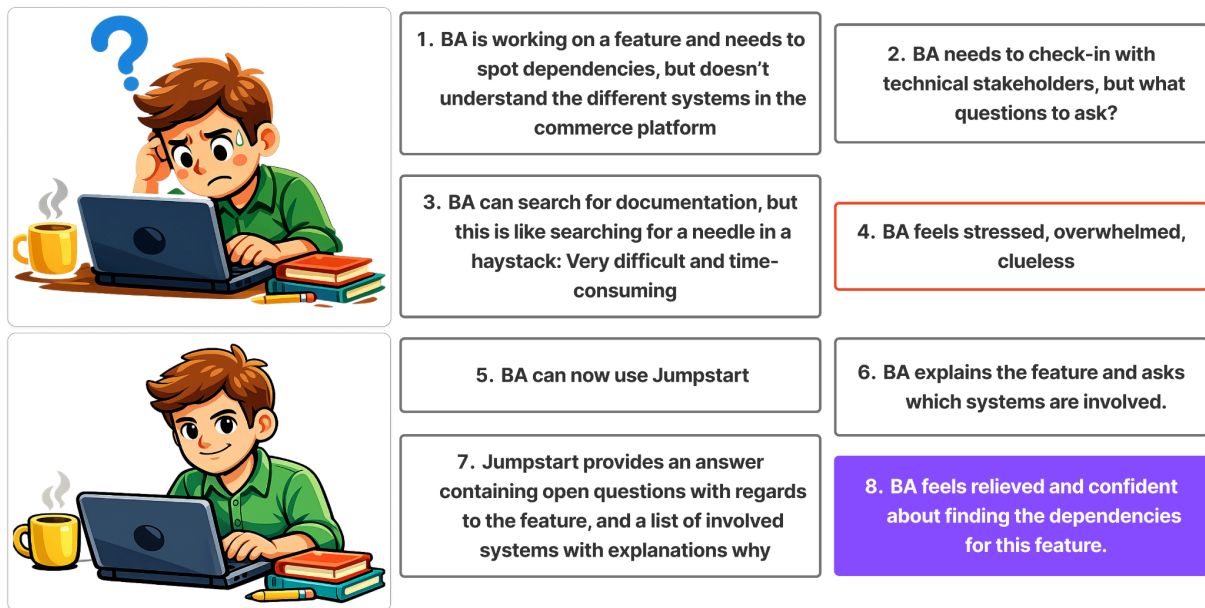 1. BA is working on a feature and needs to
spot dependencies, but doesn’t
understand the different systems in the
commerce platform
2. BA needs to check-in with
technical stakeholders, but what
questions to ask?
3. BA can search for documentation, but
this is like searching for a needle in a
haystack: Very difficult and time-
consuming
4. BA feels stressed, overwhelmed,
clueless
5. BA can now use Jumpstart
6. BA explains the feature and asks
which systems are involved.
7. Jumpstart provides an answer
containing open questions with regards
to the feature, and a list of involved
systems with explanations why
8. BA feels relieved and confident
about finding the dependencies
for this feature.